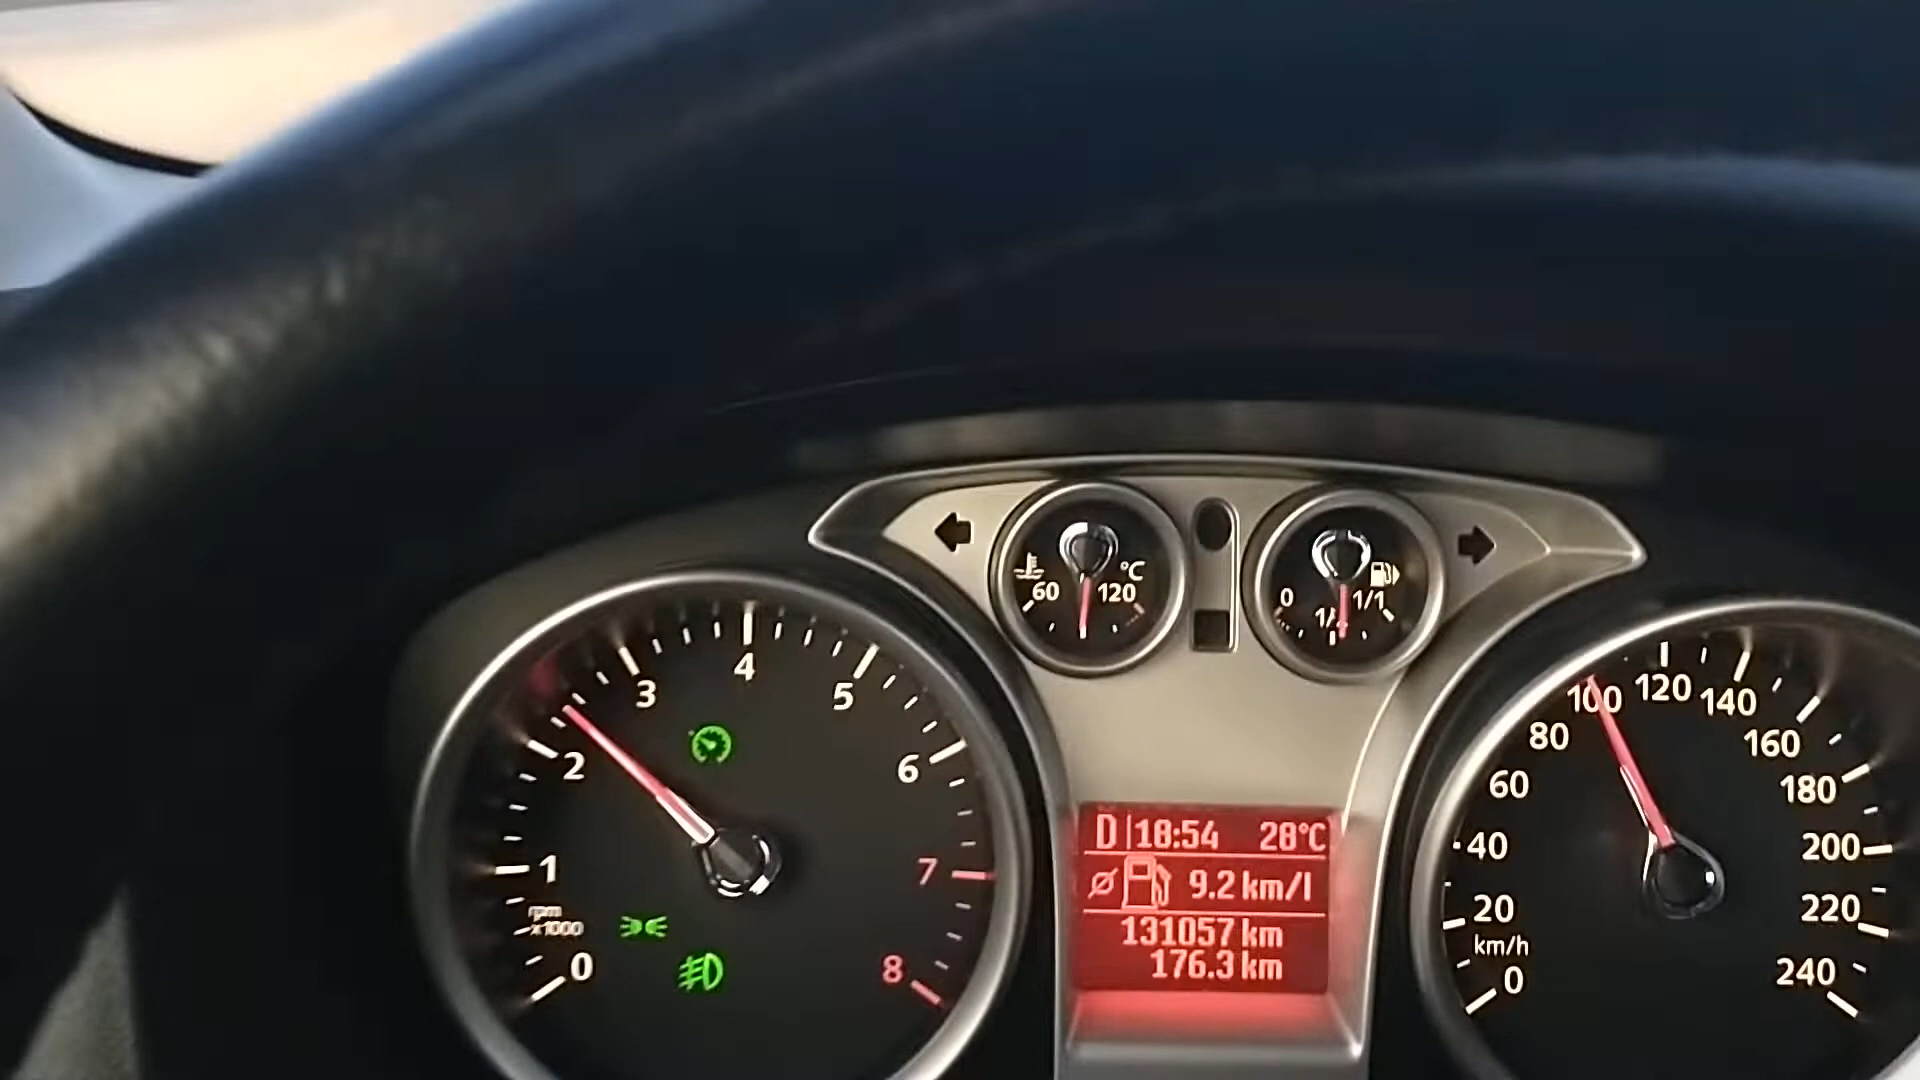 60 120 °C
0 1/1
0 1 2 3 4 5 6 7 8
rpm
x1000
D 18:54 28°C
Ø 9.2 km/l
131057 km
176.3 km
0 20 40 60 80 100 120 140 160 180 200 220 240
km/h